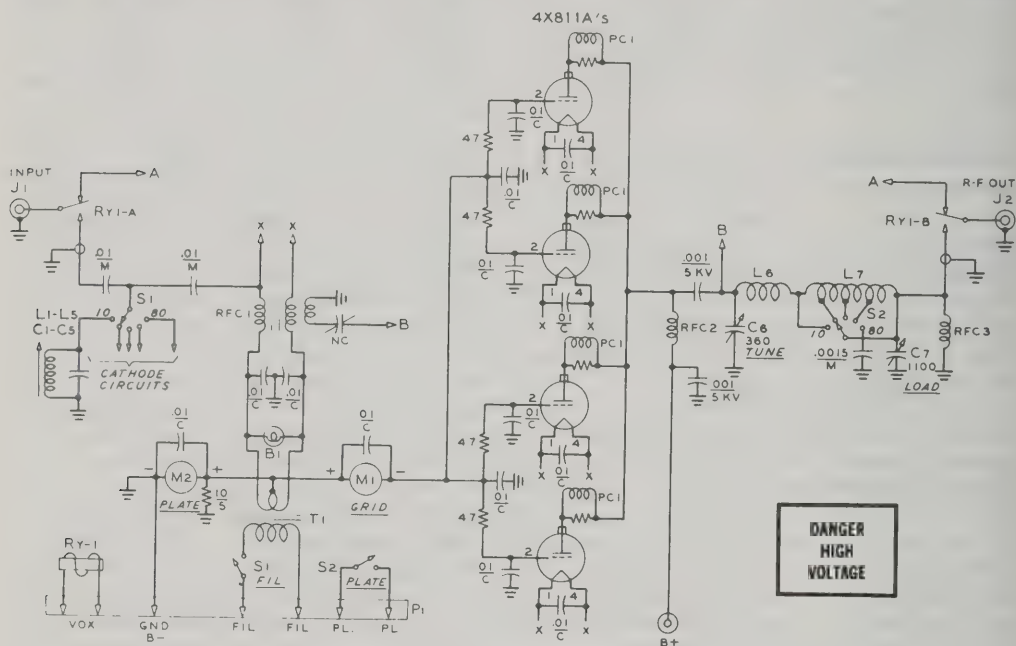 4X811A'S
PC1
2
.01
C
47
1
4
.01
C
X
X
.01
C
PC1
47
2
.01
C
1
4
X
X
.01
C
PC1
2
.01
C
47
1
4
X
X
.01
C
.01
C
PC1
47
2
.01
C
1
4
X
X
.01
C
INPUT
J1
A
RY1-A
.01
M
.01
M
X
X
S1
10
80
L1-L5
C1-C5
CATHODE
CIRCUITS
RFC1
NC
B
.01
C
.01
C
B1
.01
C
-
M2
+
PLATE
10
5
.01
C
+
M1
-
GRID
T1
RY-1
S1
FIL
S2
PLATE
P1
VOX
GND
B-
FIL
FIL
PL.
PL
A
R-F OUT
J2
RY1-B
B
.001
5 KV
L6
L7
S2
10
80
RFC2
C6
360
TUNE
.0015
M
C7
1100
LOAD
RFC3
.001
5 KV
B+
DANGER
HIGH
VOLTAGE